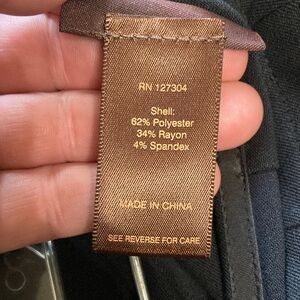 RN 127304
Shell:
62% Polyester
34% Rayon
4% Spandex
MADE IN CHINA
SEE REVERSE FOR CARE